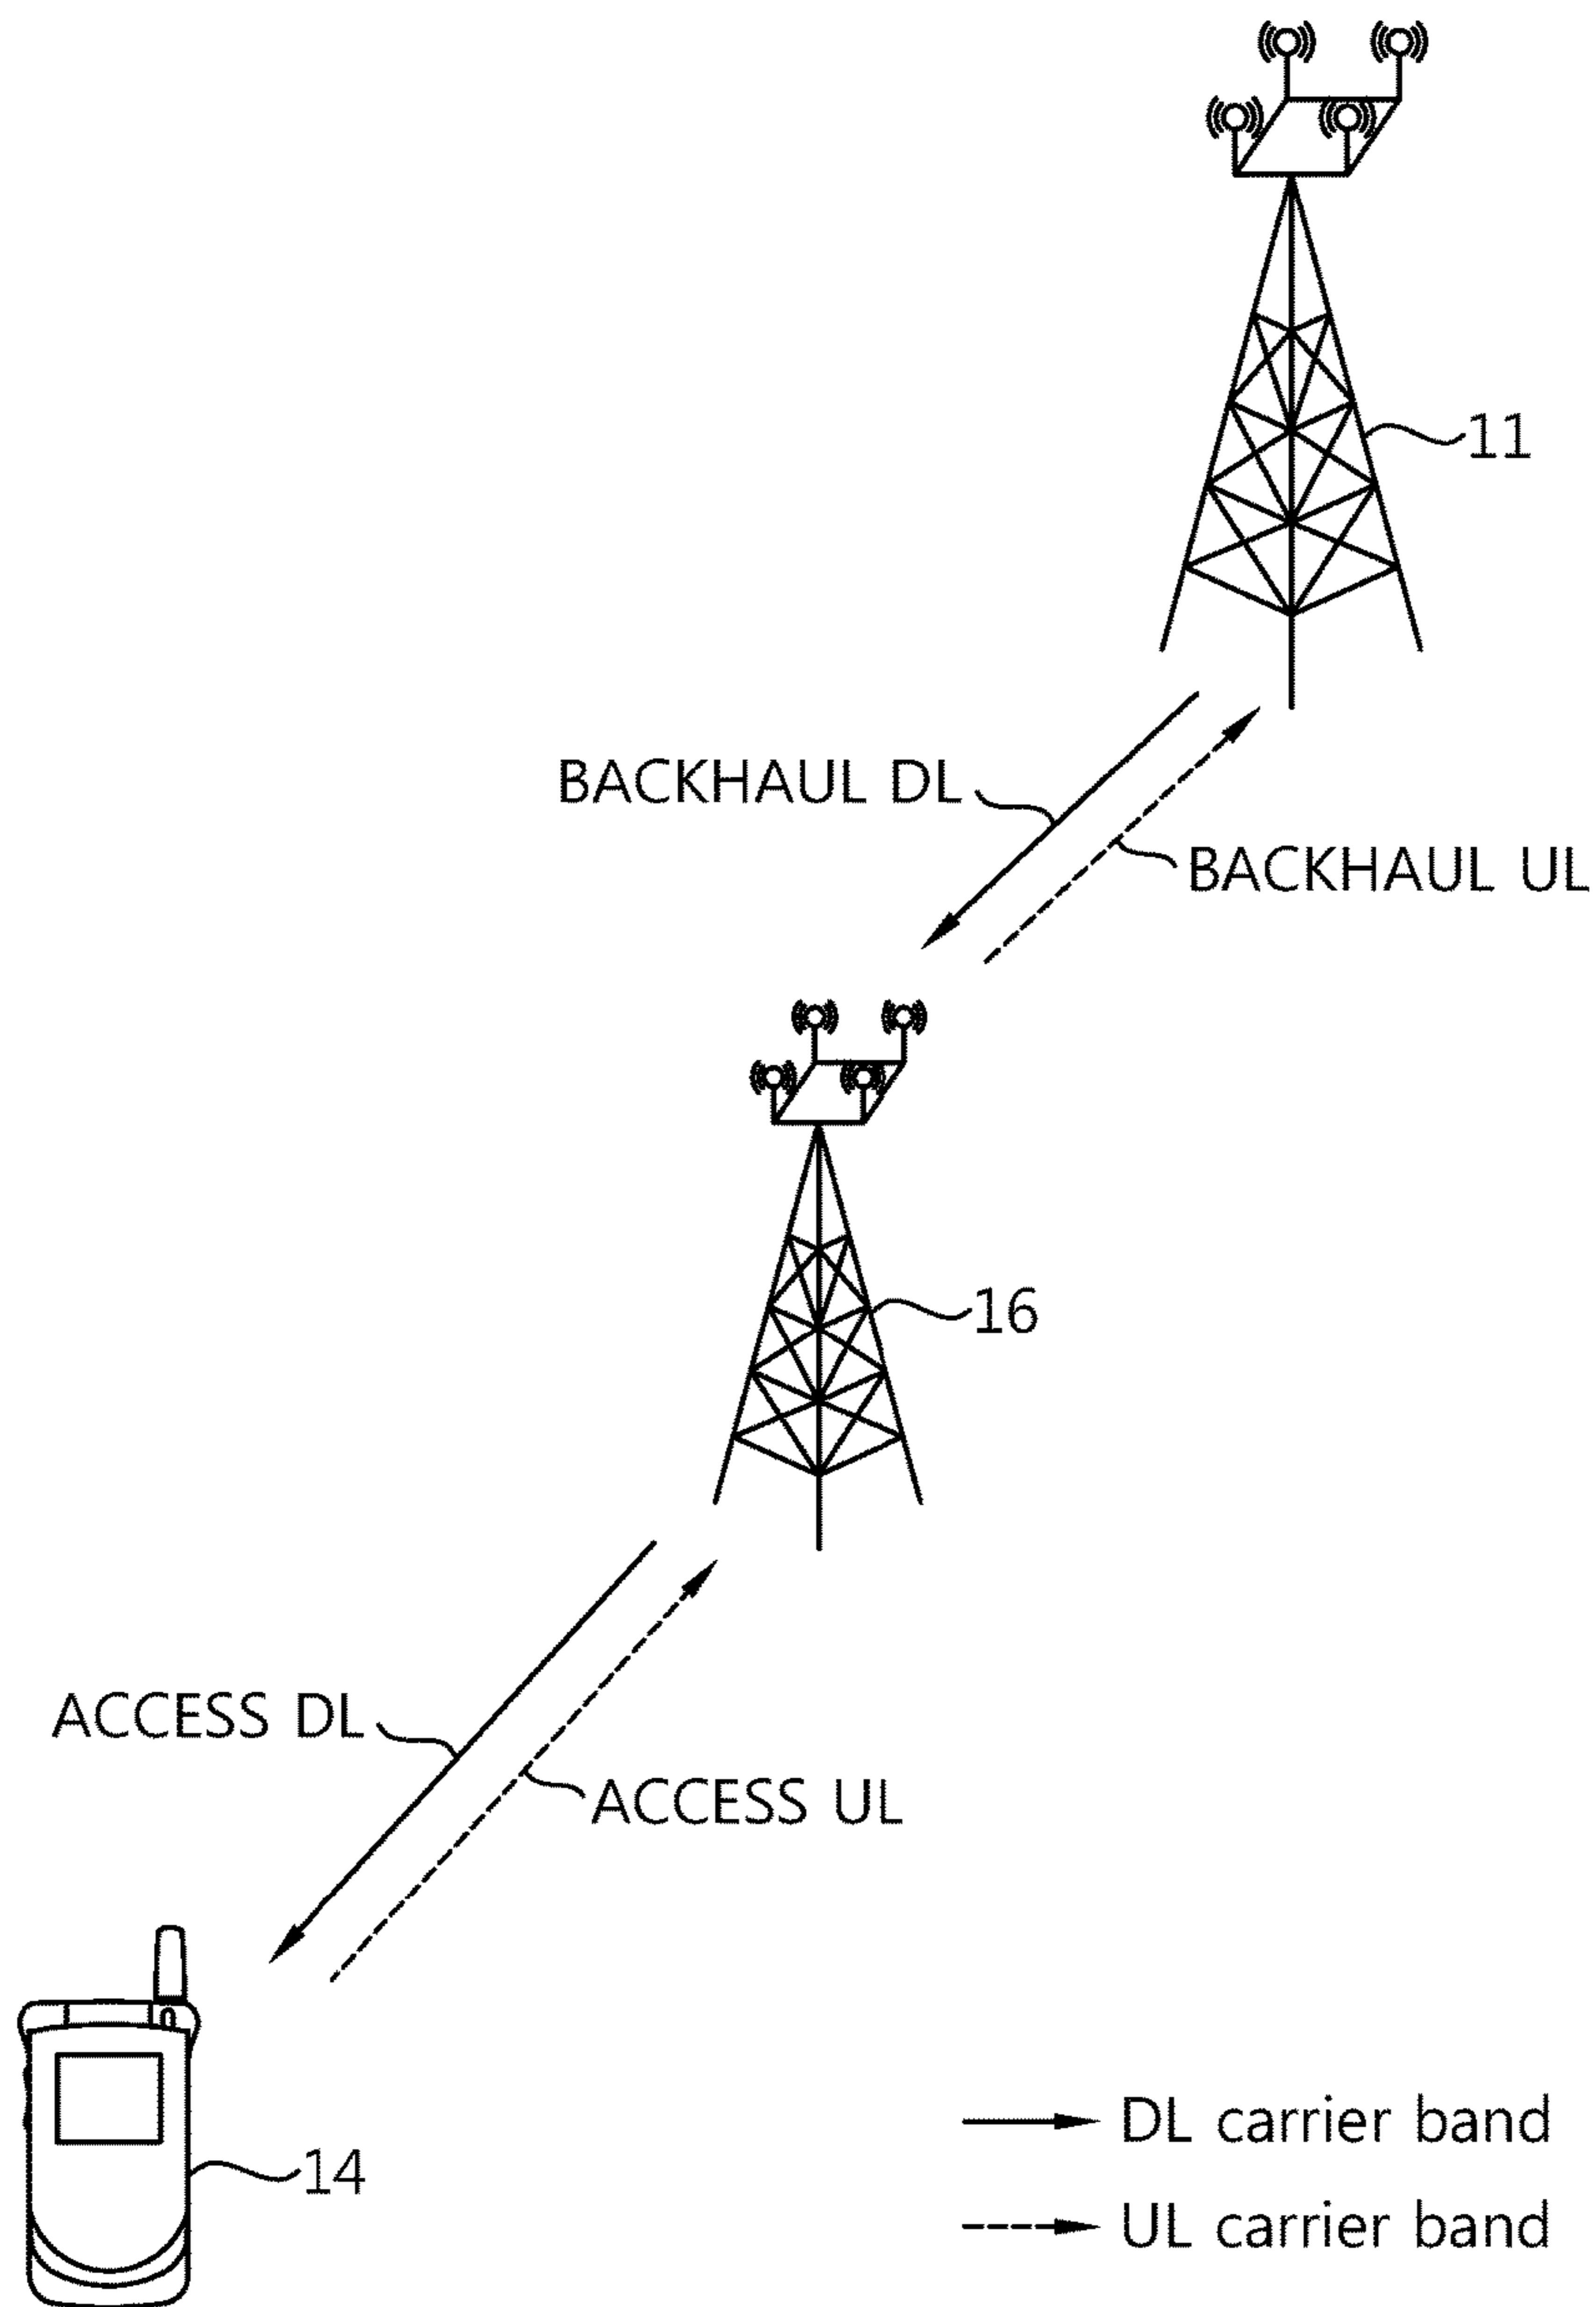 11
BACKHAUL DL
BACKHAUL UL
16
ACCESS DL
ACCESS UL
14
DL carrier band
UL carrier band